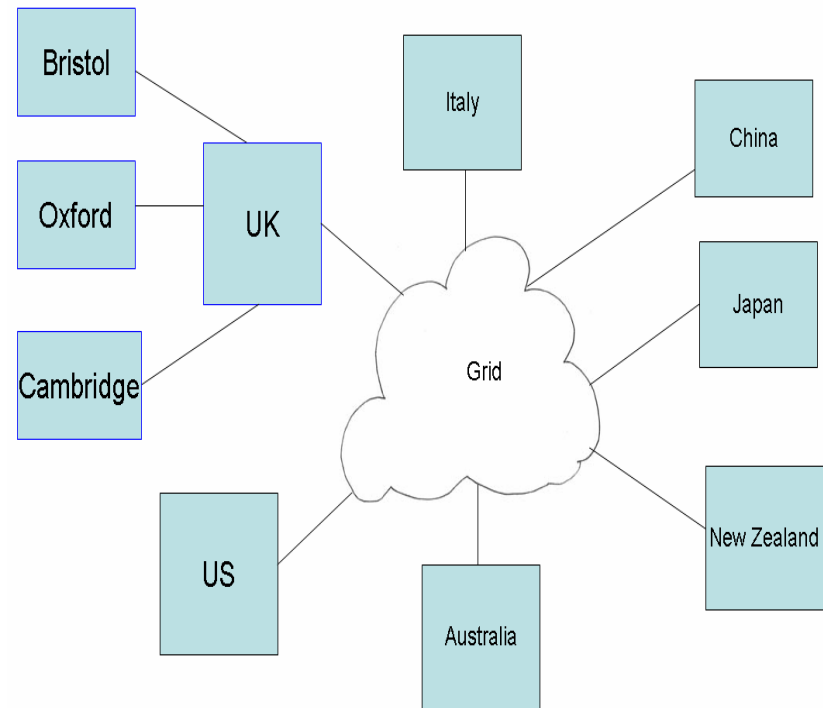 Bristol
Italy
China
Oxford
UK
Japan
Grid
Cambridge
New Zealand
US
Australia